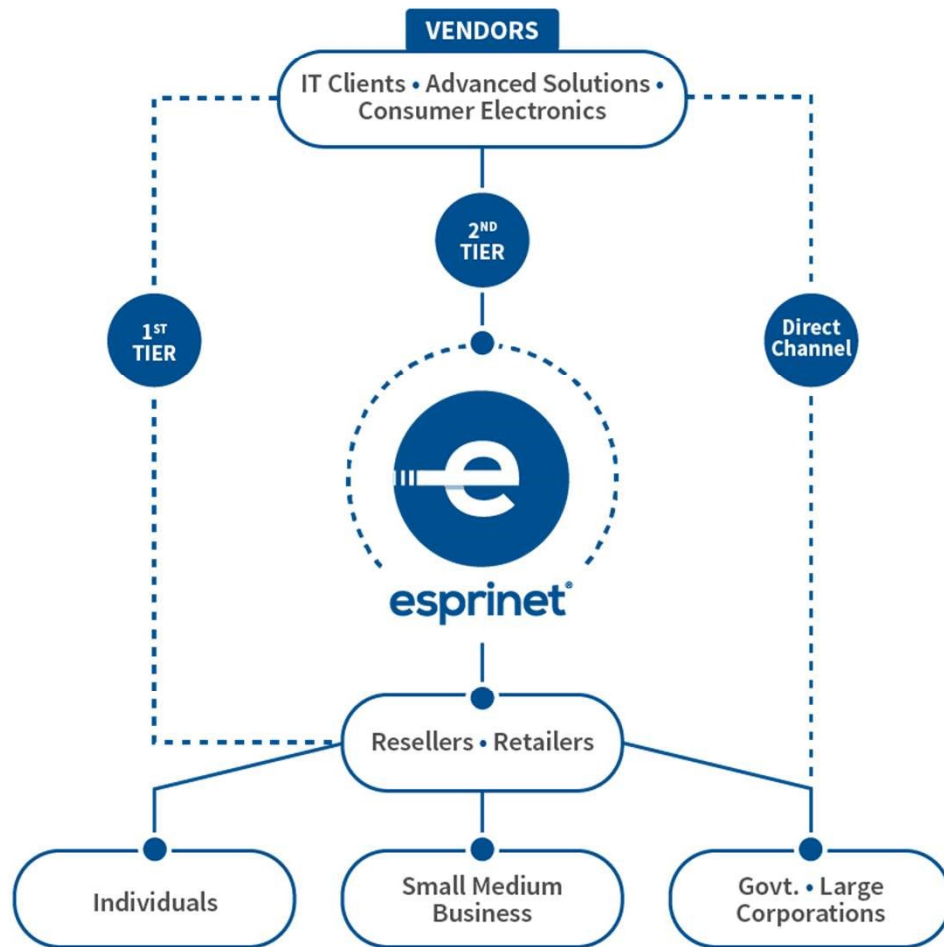 VENDORS
IT Clients • Advanced Solutions •
Consumer Electronics
2ND
TIER
1ST
TIER
Direct
Channel
e
esprinet®
Resellers • Retailers
Individuals
Small Medium
Business
Govt. • Large
Corporations